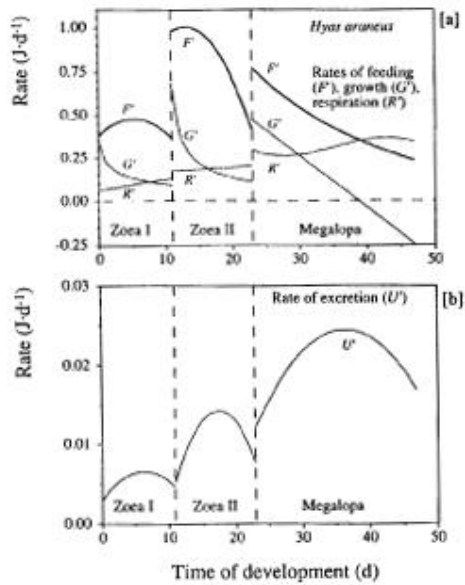 [a]
Hyas araneus
Rates of feeding
(F'), growth (G'),
respiration (R')
Rate (J·d-1)
1.00
0.75
0.50
0.25
0.00
-0.25
F'
G'
R'
F'
G'
R'
F'
G'
R'
Zoea I
Zoea II
Megalopa
0 10 20 30 40 50
[b]
Rate of excretion (U')
Rate (J·d-1)
0.03
0.02
0.01
0.00
U'
Zoea I
Zoea II
Megalopa
0 10 20 30 40 50
Time of development (d)